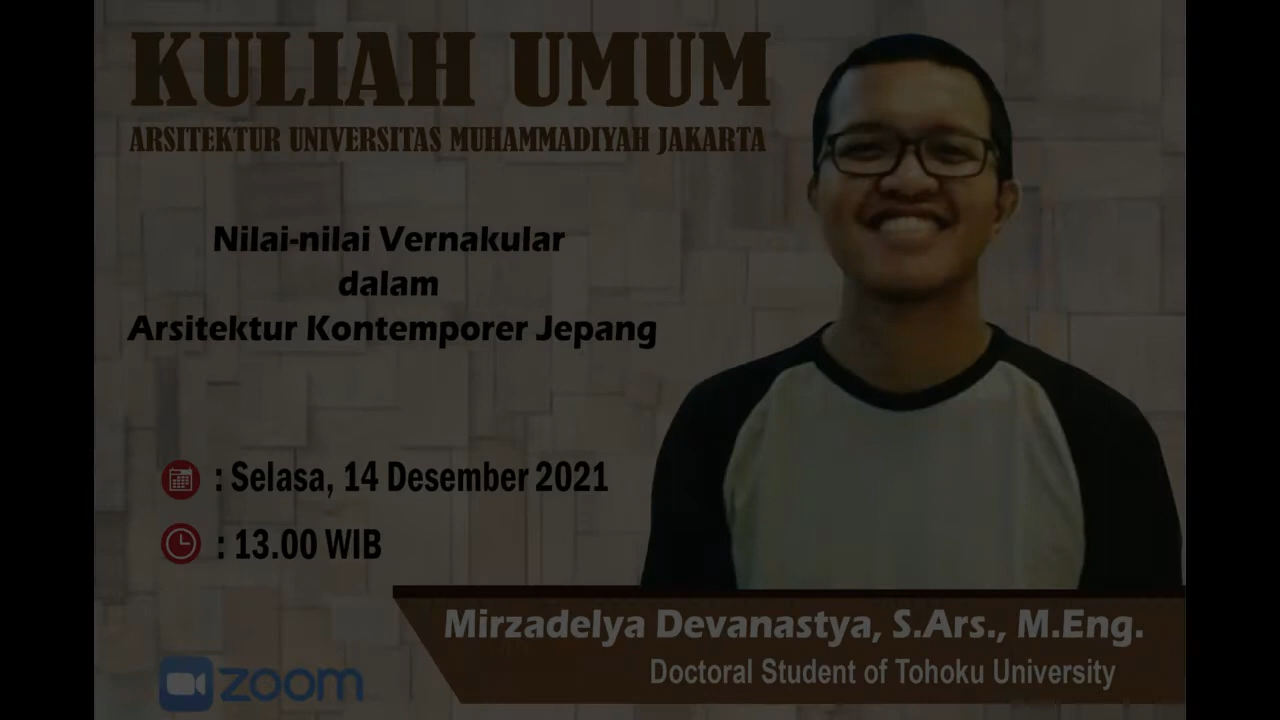 KULIAH UMUM
ARSITEKTUR UNIVERSITAS MUHAMMADIYAH JAKARTA
Nilai-nilai Vernakular
dalam
Arsitektur Kontemporer Jepang
: Selasa, 14 Desember 2021
: 13.00 WIB
Mirzadelya Devanastya, S.Ars., M.Eng.
Doctoral Student of Tohoku University
zoom